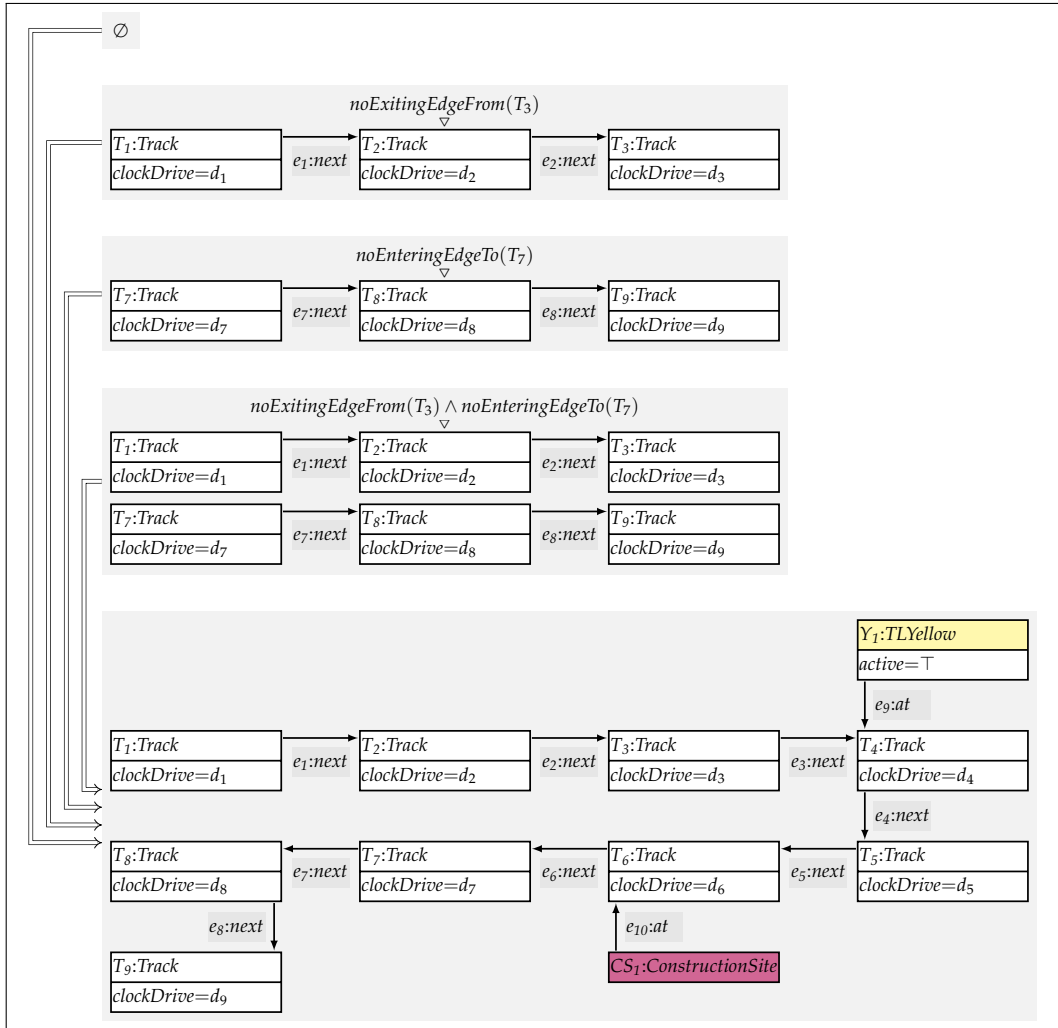 ∅
noExitingEdgeFrom(T₃)
▽
T₁:Track
e₁:next
T₂:Track
e₂:next
T₃:Track
clockDrive=d₁
clockDrive=d₂
clockDrive=d₃
noEnteringEdgeTo(T₇)
▽
T₇:Track
e₇:next
T₈:Track
e₈:next
T₉:Track
clockDrive=d₇
clockDrive=d₈
clockDrive=d₉
noExitingEdgeFrom(T₃) ∧ noEnteringEdgeTo(T₇)
▽
T₁:Track
e₁:next
T₂:Track
e₂:next
T₃:Track
clockDrive=d₁
clockDrive=d₂
clockDrive=d₃
T₇:Track
e₇:next
T₈:Track
e₈:next
T₉:Track
clockDrive=d₇
clockDrive=d₈
clockDrive=d₉
Y₁:TLYellow
active=⊤
e₉:at
T₁:Track
e₁:next
T₂:Track
e₂:next
T₃:Track
e₃:next
T₄:Track
clockDrive=d₁
clockDrive=d₂
clockDrive=d₃
clockDrive=d₄
e₄:next
T₈:Track
e₇:next
T₇:Track
e₆:next
T₆:Track
e₅:next
T₅:Track
clockDrive=d₈
clockDrive=d₇
clockDrive=d₆
clockDrive=d₅
e₈:next
e₁₀:at
T₉:Track
CS₁:ConstructionSite
clockDrive=d₉